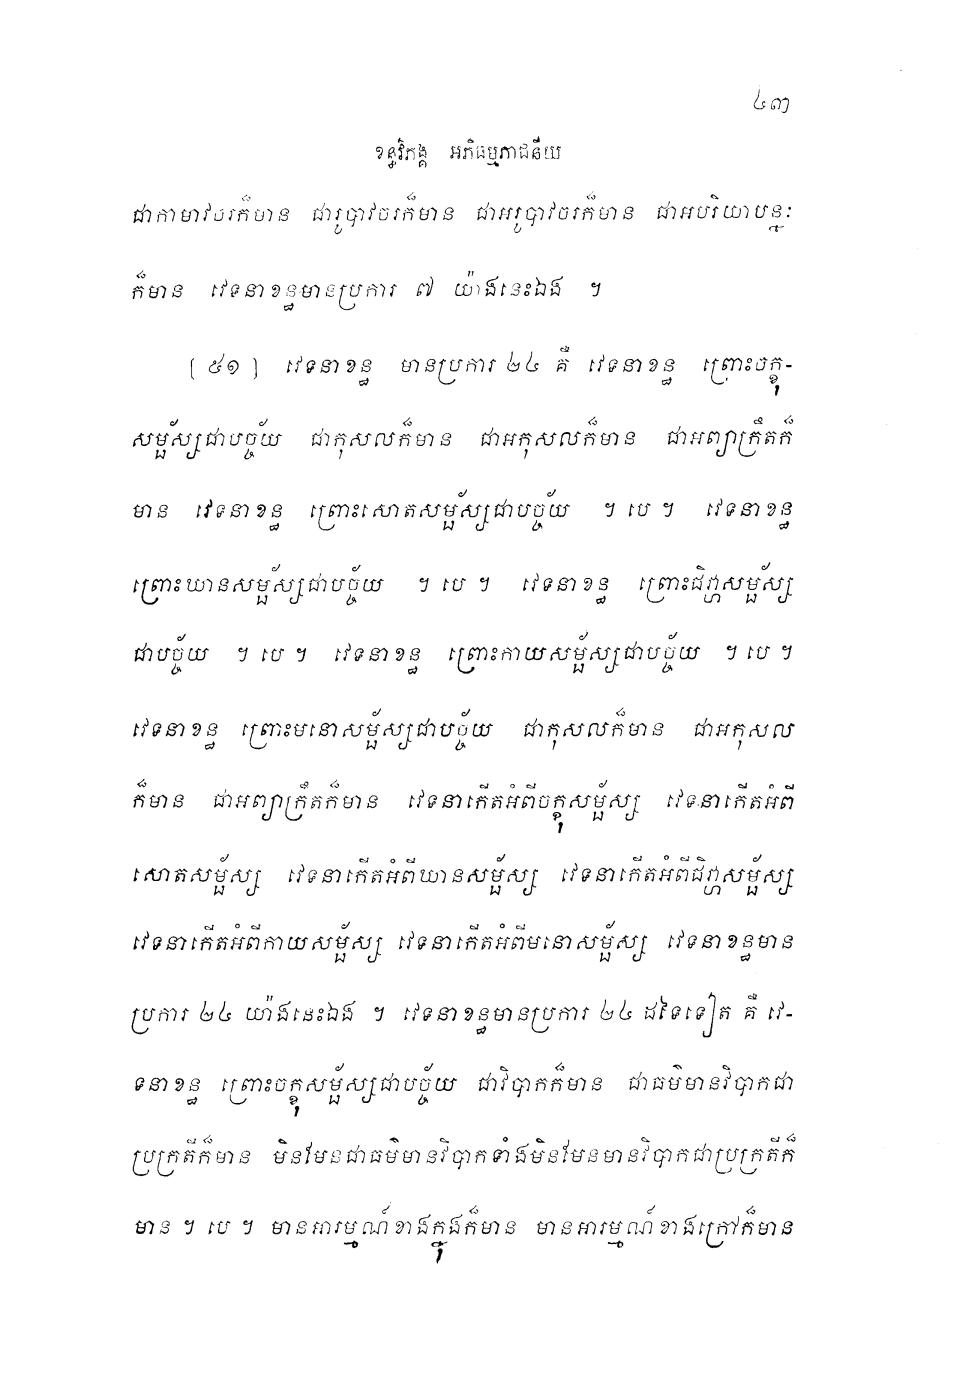 ៤៣
ខន្ធវិភង្គ អភិធម្មភាជនីយ
ជាកាមាវចរក៏មាន ជារូបាវចរក៏មាន ជាអរូបាវចរក៏មាន ជាអបរិយាបន្នៈ
ក៏មាន វេទនាខន្ធមានប្រការ ៧ យ៉ាងនេះឯង ។
[ ៥១ ] វេទនាខន្ធ មានប្រការ ២៤ គឺ វេទនាខន្ធ ព្រោះចក្ខុ-
សម្ផ័ស្សជាបច្ច័យ ជាកុសលក៏មាន ជាអកុសលក៏មាន ជាអព្យាក្រឹតក៏
មាន វេទនាខន្ធ ព្រោះសោតសម្ផ័ស្សជាបច្ច័យ ។ បេ ។ វេទនាខន្ធ
ព្រោះឃានសម្ផ័ស្សជាបច្ច័យ ។ បេ ។ វេទនាខន្ធ ព្រោះជិវ្ហាសម្ផ័ស្ស
ជាបច្ច័យ ។ បេ ។ វេទនាខន្ធ ព្រោះកាយសម្ផ័ស្សជាបច្ច័យ ។ បេ ។
វេទនាខន្ធ ព្រោះមនោសម្ផ័ស្សជាបច្ច័យ ជាកុសលក៏មាន ជាអកុសល
ក៏មាន ជាអព្យាក្រឹតក៏មាន វេទនាកើតអំពីចក្ខុសម្ផ័ស្ស វេទនាកើតអំពី
សោតសម្ផ័ស្ស វេទនាកើតអំពីឃានសម្ផ័ស្ស វេទនាកើតអំពីជិវ្ហាសម្ផ័ស្ស
វេទនាកើតអំពីកាយសម្ផ័ស្ស វេទនាកើតអំពីមនោសម្ផ័ស្ស វេទនាខន្ធមាន
ប្រការ ២៤ យ៉ាងនេះឯង ។ វេទនាខន្ធមានប្រការ ២៤ ដទៃទៀត គឺ វេ-
ទនាខន្ធ ព្រោះចក្ខុសម្ផ័ស្សជាបច្ច័យ ជាវិបាកក៏មាន ជាធម៌មានវិបាកជា
ប្រក្រតីក៏មាន មិនមែនជាធម៌មានវិបាកទាំងមិនមែនមានវិបាកជាប្រក្រតីក៏
មាន ។ បេ ។ មានអារម្មណ៍ខាងក្នុងក៏មាន មានអារម្មណ៍ខាងក្រៅក៏មាន